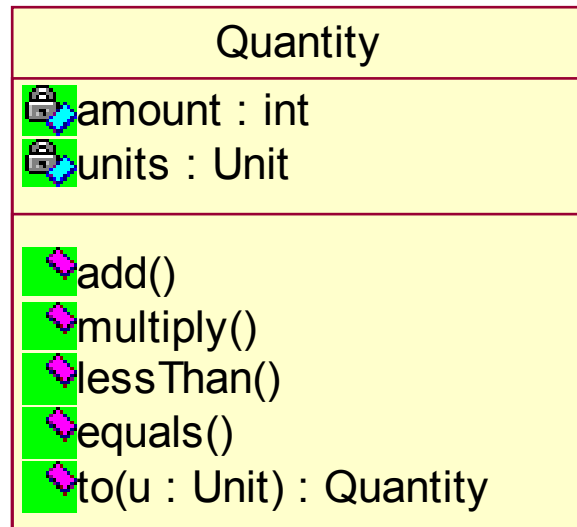 Quantity
amount : int
units : Unit
add()
multiply()
lessThan()
equals()
to(u : Unit) : Quantity